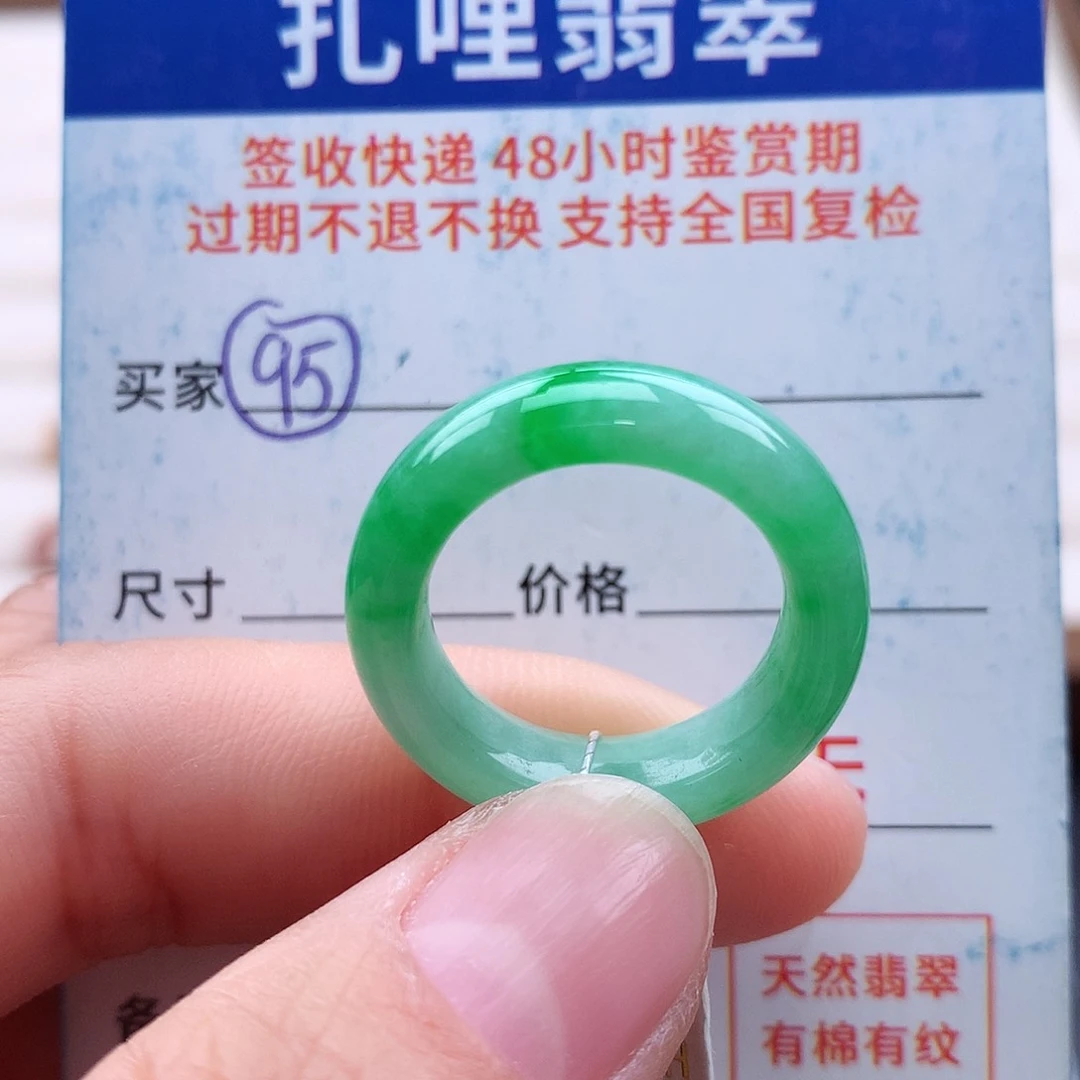 扎哩翡翠
签收快递 48小时鉴赏期
过期不退不换 支持全国复检
买家 95
尺寸 价格
天然翡翠
有棉有纹